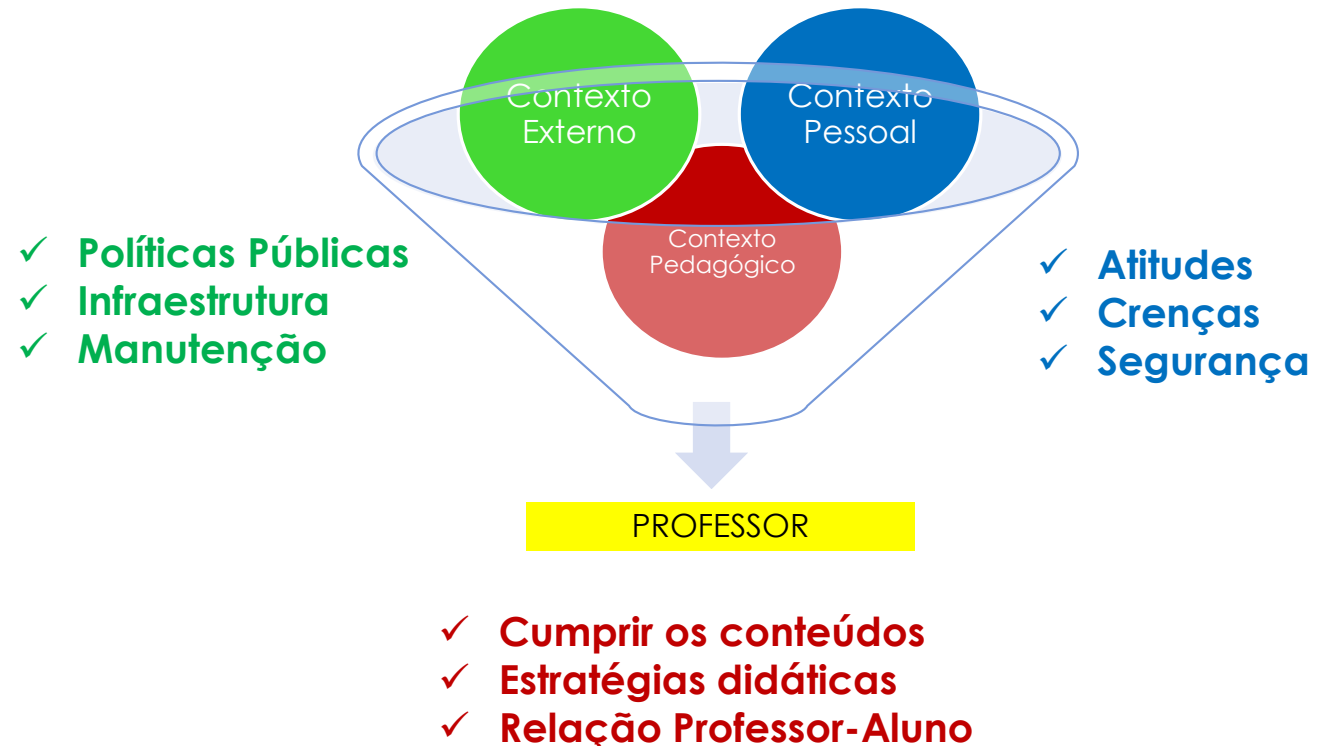 Contexto
Externo
Contexto
Pessoal
Contexto
Pedagógico
✓ Políticas Públicas
✓ Infraestrutura
✓ Manutenção
✓ Atitudes
✓ Crenças
✓ Segurança
PROFESSOR
✓ Cumprir os conteúdos
✓ Estratégias didáticas
✓ Relação Professor-Aluno